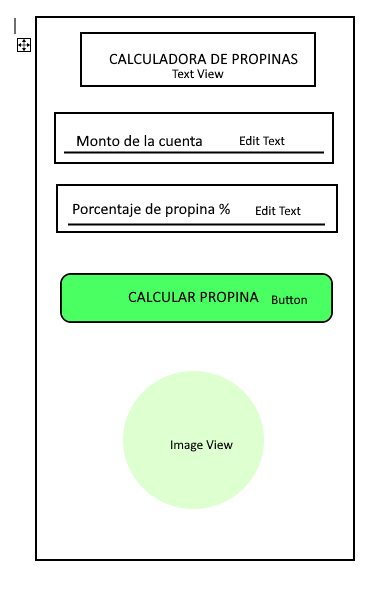 CALCULADORA DE PROPINAS
Text View
Monto de la cuenta Edit Text
Porcentaje de propina % Edit Text
CALCULAR PROPINA Button
Image View